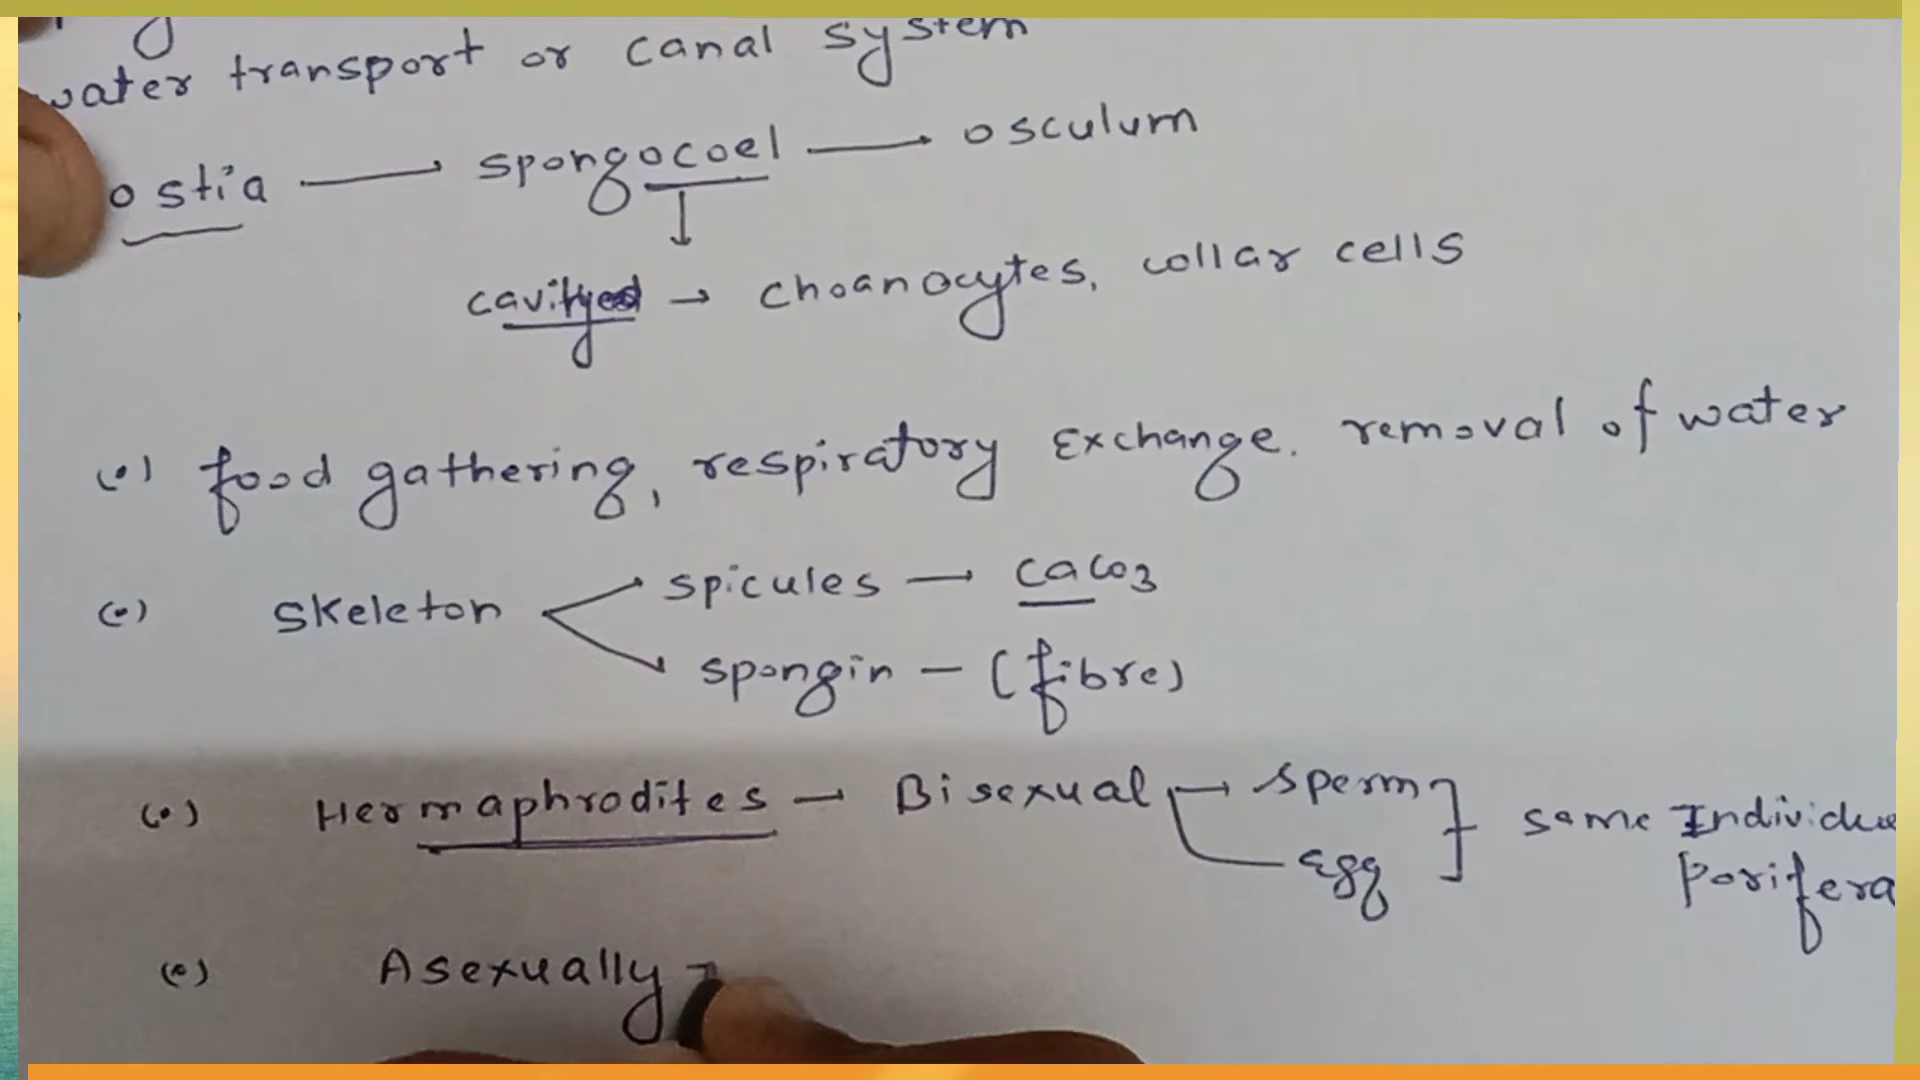 water transport or canal system
ostia → spongocoel → osculum
↓
cavity → choanocytes, collar cells
(•) food gathering, respiratory Exchange. removal of water
(•) skeleton spicules → caco3
spongin - (fibre)
(•) Hermaphrodites → Bisexual → sperm
Egg
same
Porifera
(•) Asexually